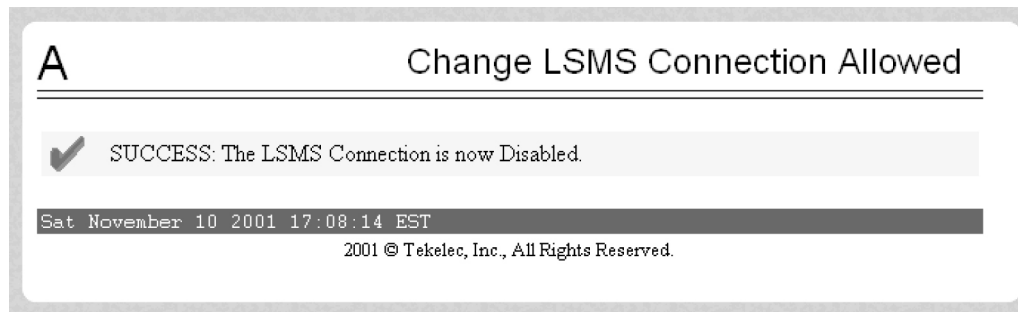 A
Change LSMS Connection Allowed
SUCCESS: The LSMS Connection is now Disabled.
Sat November 10 2001 17:08:14 EST
2001 © Tekelec, Inc., All Rights Reserved.